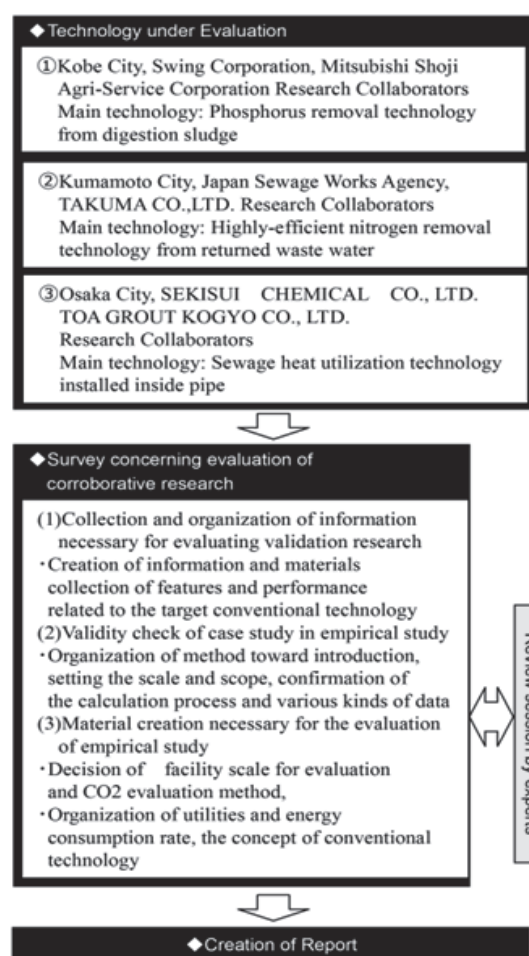 ◆Technology under Evaluation
①Kobe City, Swing Corporation, Mitsubishi Shoji
Agri-Service Corporation Research Collaborators
Main technology: Phosphorus removal technology
from digestion sludge
②Kumamoto City, Japan Sewage Works Agency,
TAKUMA CO.,LTD. Research Collaborators
Main technology: Highly-efficient nitrogen removal
technology from returned waste water
③Osaka City, SEKISUI CHEMICAL CO., LTD.
TOA GROUT KOGYO CO., LTD.
Research Collaborators
Main technology: Sewage heat utilization technology
installed inside pipe
◆Survey concerning evaluation of
corroborative research
(1)Collection and organization of information
necessary for evaluating validation research
・Creation of information and materials
collection of features and performance
related to the target conventional technology
(2)Validity check of case study in empirical study
・Organization of method toward introduction,
setting the scale and scope, confirmation of
the calculation process and various kinds of data
(3)Material creation necessary for the evaluation
of empirical study
・Decision of facility scale for evaluation
and CO2 evaluation method,
・Organization of utilities and energy
consumption rate, the concept of conventional
technology
Review session by experts
◆Creation of Report